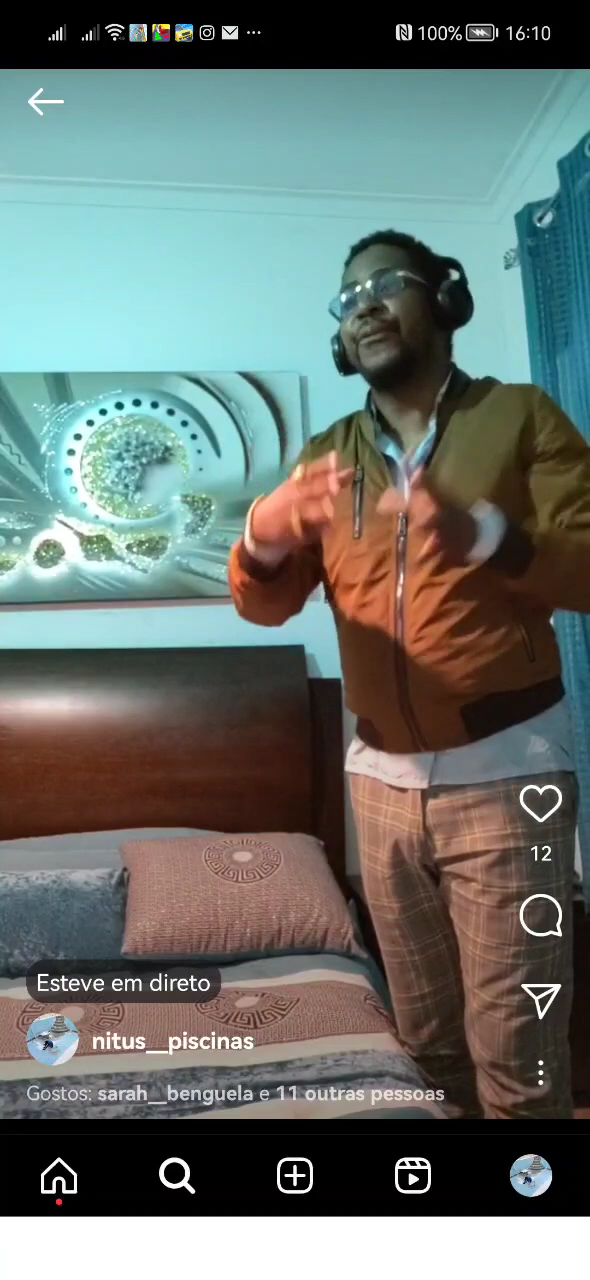 100% 16:10
12
Esteve em direto
nitus__piscinas
Gostos: sarah__benguela e 11 outras pessoas